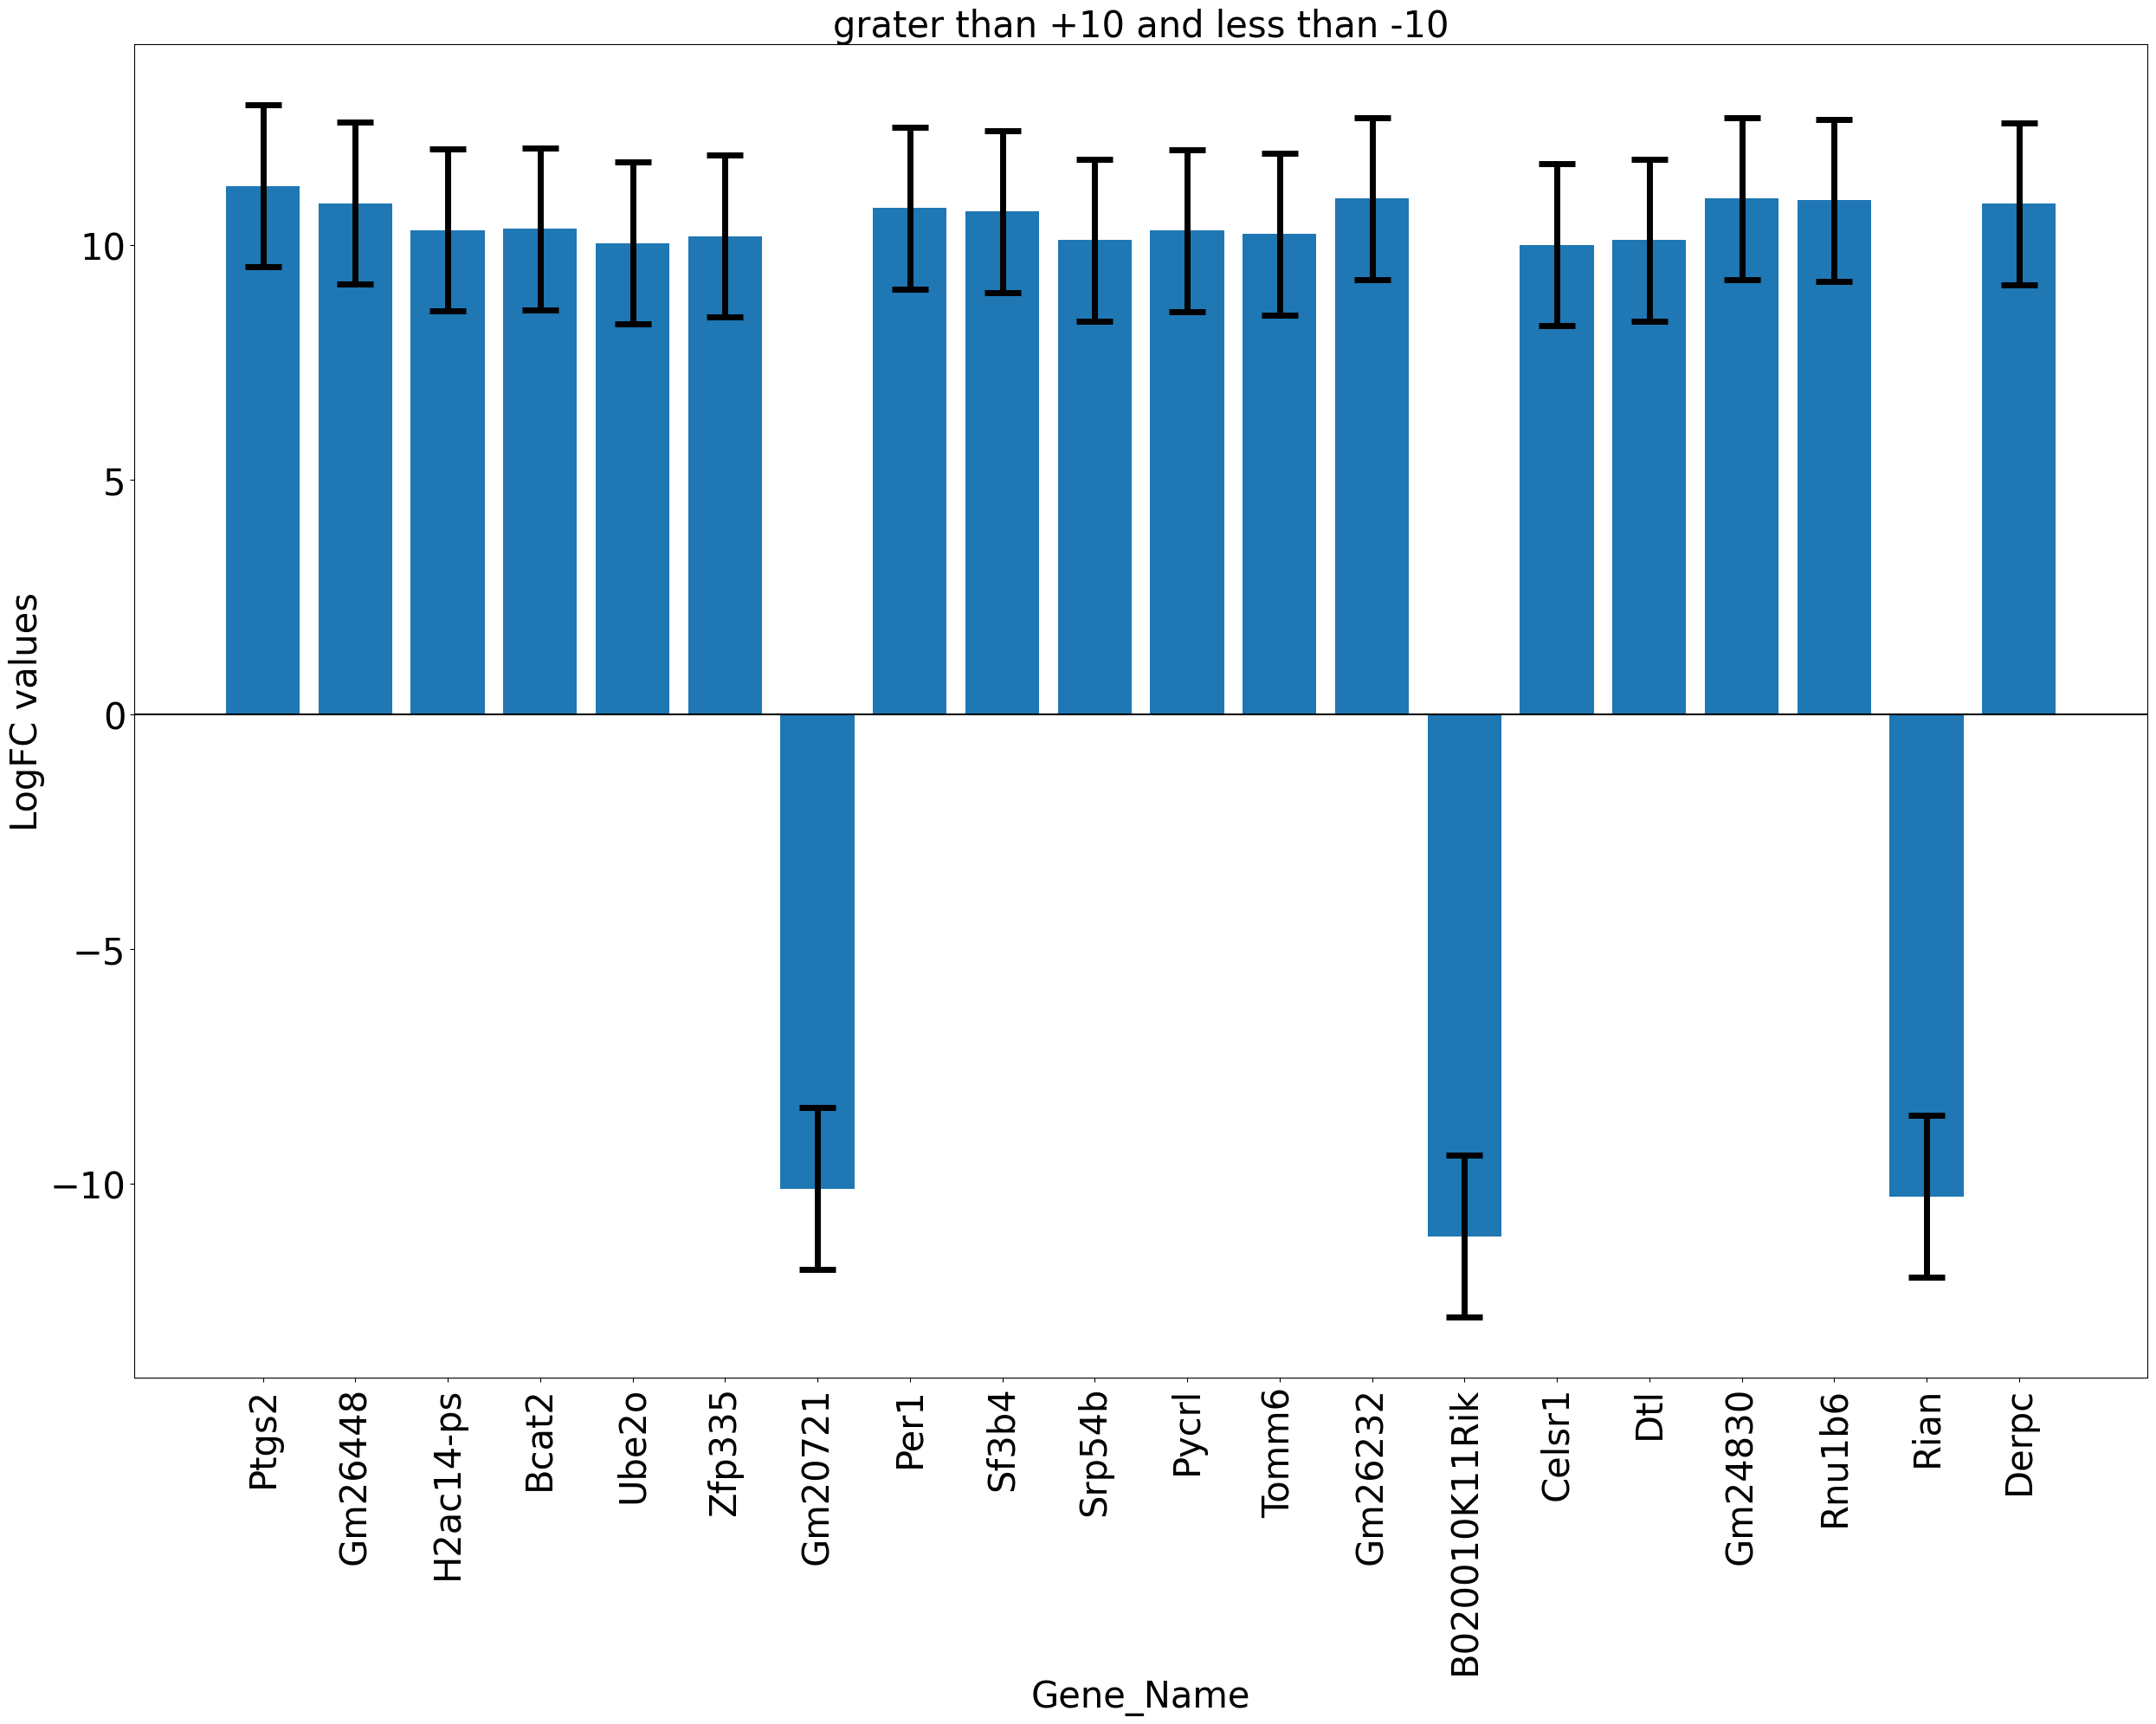 grater than +10 and less than -10
LogFC values
10
5
0
−5
−10
Ptgs2
Gm26448
H2ac14-ps
Bcat2
Ube2o
Zfp335
Gm20721
Per1
Sf3b4
Srp54b
Pycrl
Tomm6
Gm26232
B020010K11Rik
Celsr1
Dtl
Gm24830
Rnu1b6
Rian
Derpc
Gene_Name